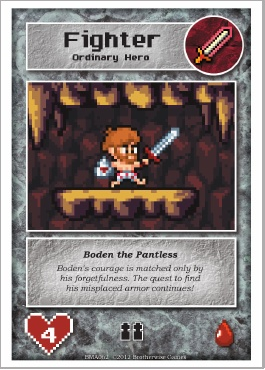 Fighter
Ordinary Hero
Boden the Pantless
Boden's courage is matched only by
his forgetfulness. The quest to find
his misplaced armor continues!
4
BMA062 ©2012 Brotherwise Games